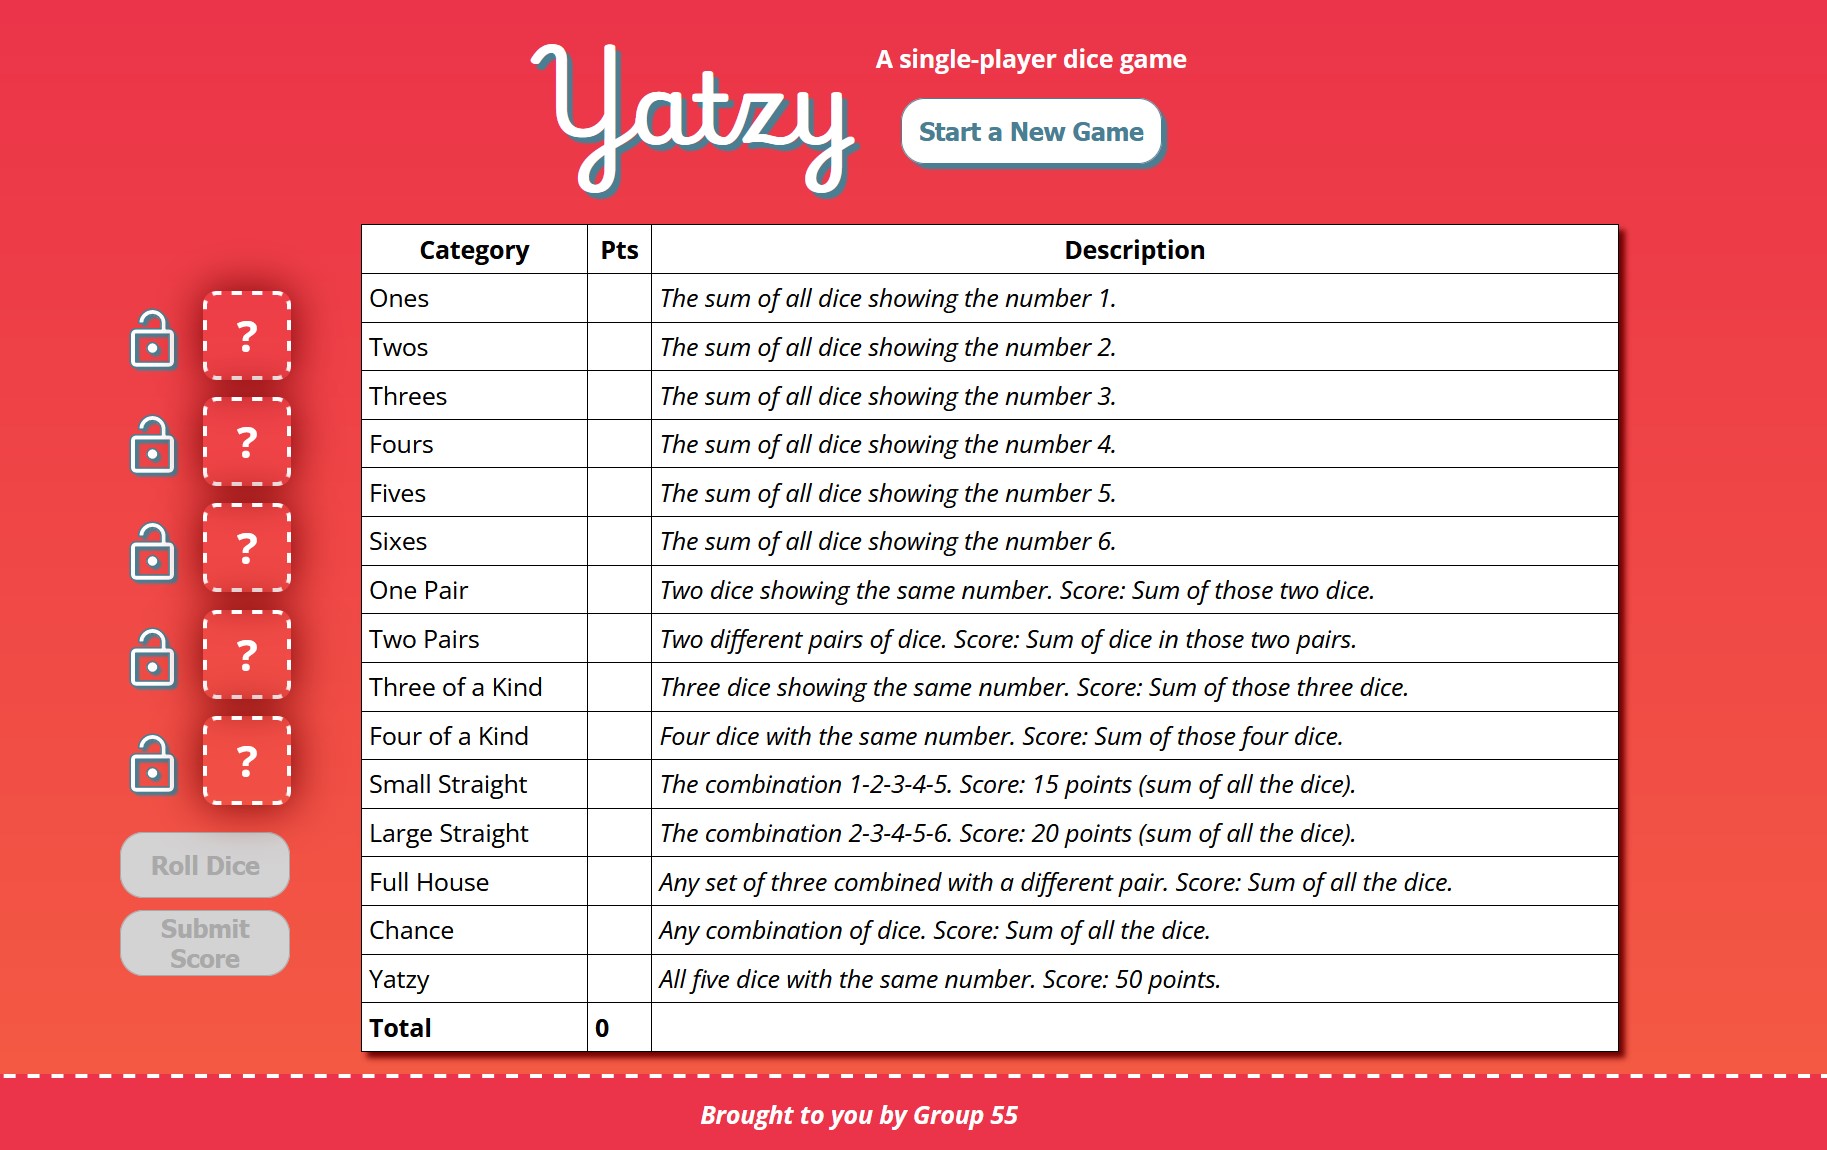 Yatzy
A single-player dice game
Start a New Game
Category Pts Description
Ones The sum of all dice showing the number 1.
Twos The sum of all dice showing the number 2.
Threes The sum of all dice showing the number 3.
Fours The sum of all dice showing the number 4.
Fives The sum of all dice showing the number 5.
Sixes The sum of all dice showing the number 6.
One Pair Two dice showing the same number. Score: Sum of those two dice.
Two Pairs Two different pairs of dice. Score: Sum of dice in those two pairs.
Three of a Kind Three dice showing the same number. Score: Sum of those three dice.
Four of a Kind Four dice with the same number. Score: Sum of those four dice.
Small Straight The combination 1-2-3-4-5. Score: 15 points (sum of all the dice).
Large Straight The combination 2-3-4-5-6. Score: 20 points (sum of all the dice).
Full House Any set of three combined with a different pair. Score: Sum of all the dice.
Chance Any combination of dice. Score: Sum of all the dice.
Yatzy All five dice with the same number. Score: 50 points.
Total 0
?
?
?
?
?
Roll Dice
Submit
Score
Brought to you by Group 55